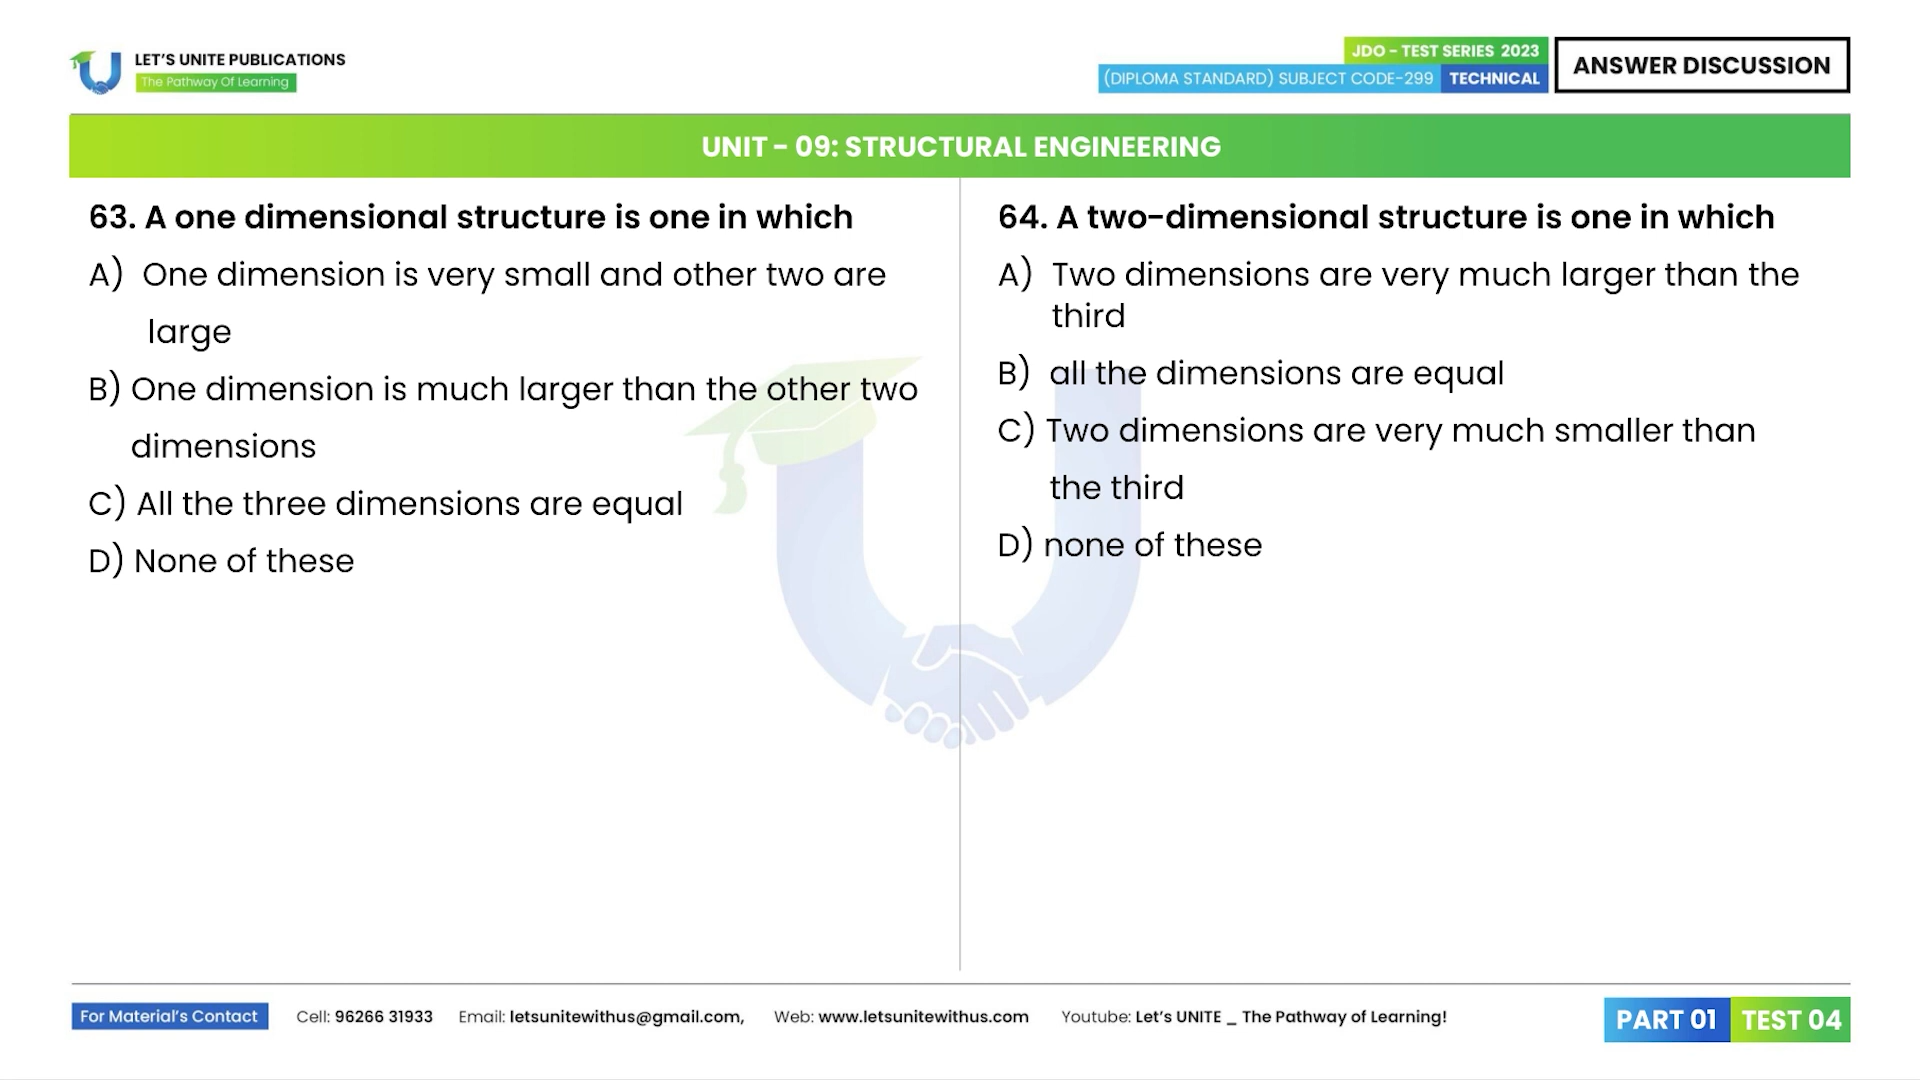 LET'S UNITE PUBLICATIONS
The Pathway Of Learning
JDO - TEST SERIES 2023
(DIPLOMA STANDARD) SUBJECT CODE-299 TECHNICAL
ANSWER DISCUSSION
UNIT - 09: STRUCTURAL ENGINEERING
63. A one dimensional structure is one in which
A) One dimension is very small and other two are
large
B) One dimension is much larger than the other two
dimensions
C) All the three dimensions are equal
D) None of these
64. A two-dimensional structure is one in which
A) Two dimensions are very much larger than the
third
B) all the dimensions are equal
C) Two dimensions are very much smaller than
the third
D) none of these
For Material's Contact Cell: 96266 31933 Email: letsunitewithus@gmail.com, Web: www.letsunitewithus.com Youtube: Let's UNITE _ The Pathway of Learning!
PART 01 TEST 04